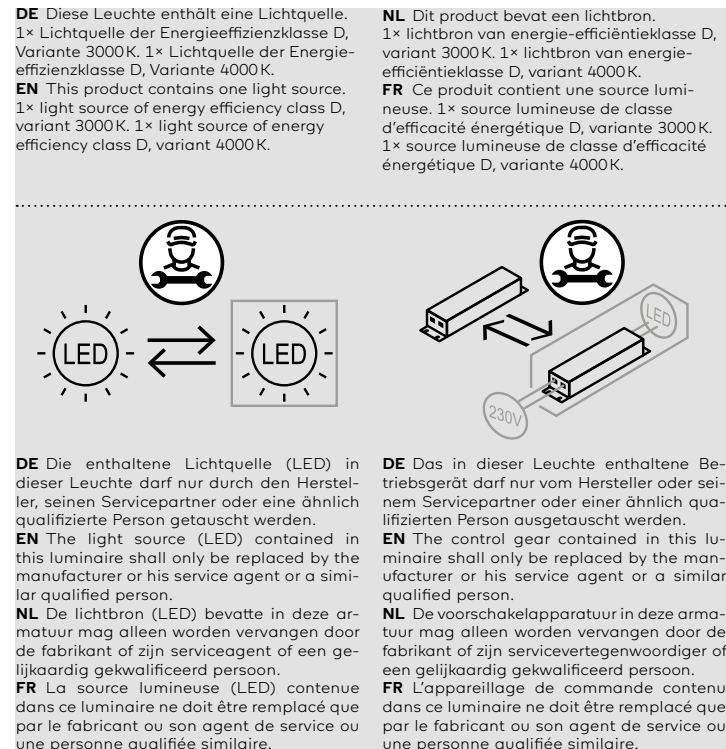 DE Diese Leuchte enthält eine Lichtquelle.
1× Lichtquelle der Energieeffizienzklasse D,
Variante 3000 K. 1× Lichtquelle der Energie-
effizienzklasse D, Variante 4000 K.
EN This product contains one light source.
1× light source of energy efficiency class D,
variant 3000 K. 1× light source of energy
efficiency class D, variant 4000 K.
NL Dit product bevat een lichtbron.
1× lichtbron van energie-efficiëntieklasse D,
variant 3000 K. 1× lichtbron van energie-
efficiëntieklasse D, variant 4000 K.
FR Ce produit contient une source lumi-
neuse. 1× source lumineuse de classe
d'efficacité énergétique D, variante 3000 K.
1× source lumineuse de classe d'efficacité
énergétique D, variante 4000 K.
LED
LED
LED
230V
DE Die enthaltene Lichtquelle (LED) in
dieser Leuchte darf nur durch den Herstel-
ler, seinen Servicepartner oder eine ähnlich
qualifizierte Person getauscht werden.
EN The light source (LED) contained in
this luminaire shall only be replaced by the
manufacturer or his service agent or a simi-
lar qualified person.
NL De lichtbron (LED) bevatte in deze ar-
matuur mag alleen worden vervangen door
de fabrikant of zijn serviceagent of een ge-
lijkaardig gekwalificeerd persoon.
FR La source lumineuse (LED) contenue
dans ce luminaire ne doit être remplacé que
par le fabricant ou son agent de service ou
une personne qualifiée similaire.
DE Das in dieser Leuchte enthaltene Be-
triebsgerät darf nur vom Hersteller oder sei-
nem Servicepartner oder einer ähnlich qua-
lifizierten Person ausgetauscht werden.
EN The control gear contained in this lu-
minaire shall only be replaced by the man-
ufacturer or his service agent or a similar
qualified person.
NL De voorschakelapparatuur in deze arma-
tuur mag alleen worden vervangen door de
fabrikant of zijn servicevertegenwoordiger of
een gelijkaardig gekwalificeerd persoon.
FR L'appareillage de commande contenu
dans ce luminaire ne doit être remplacé que
par le fabricant ou son agent de service ou
une personne qualifiée similaire.